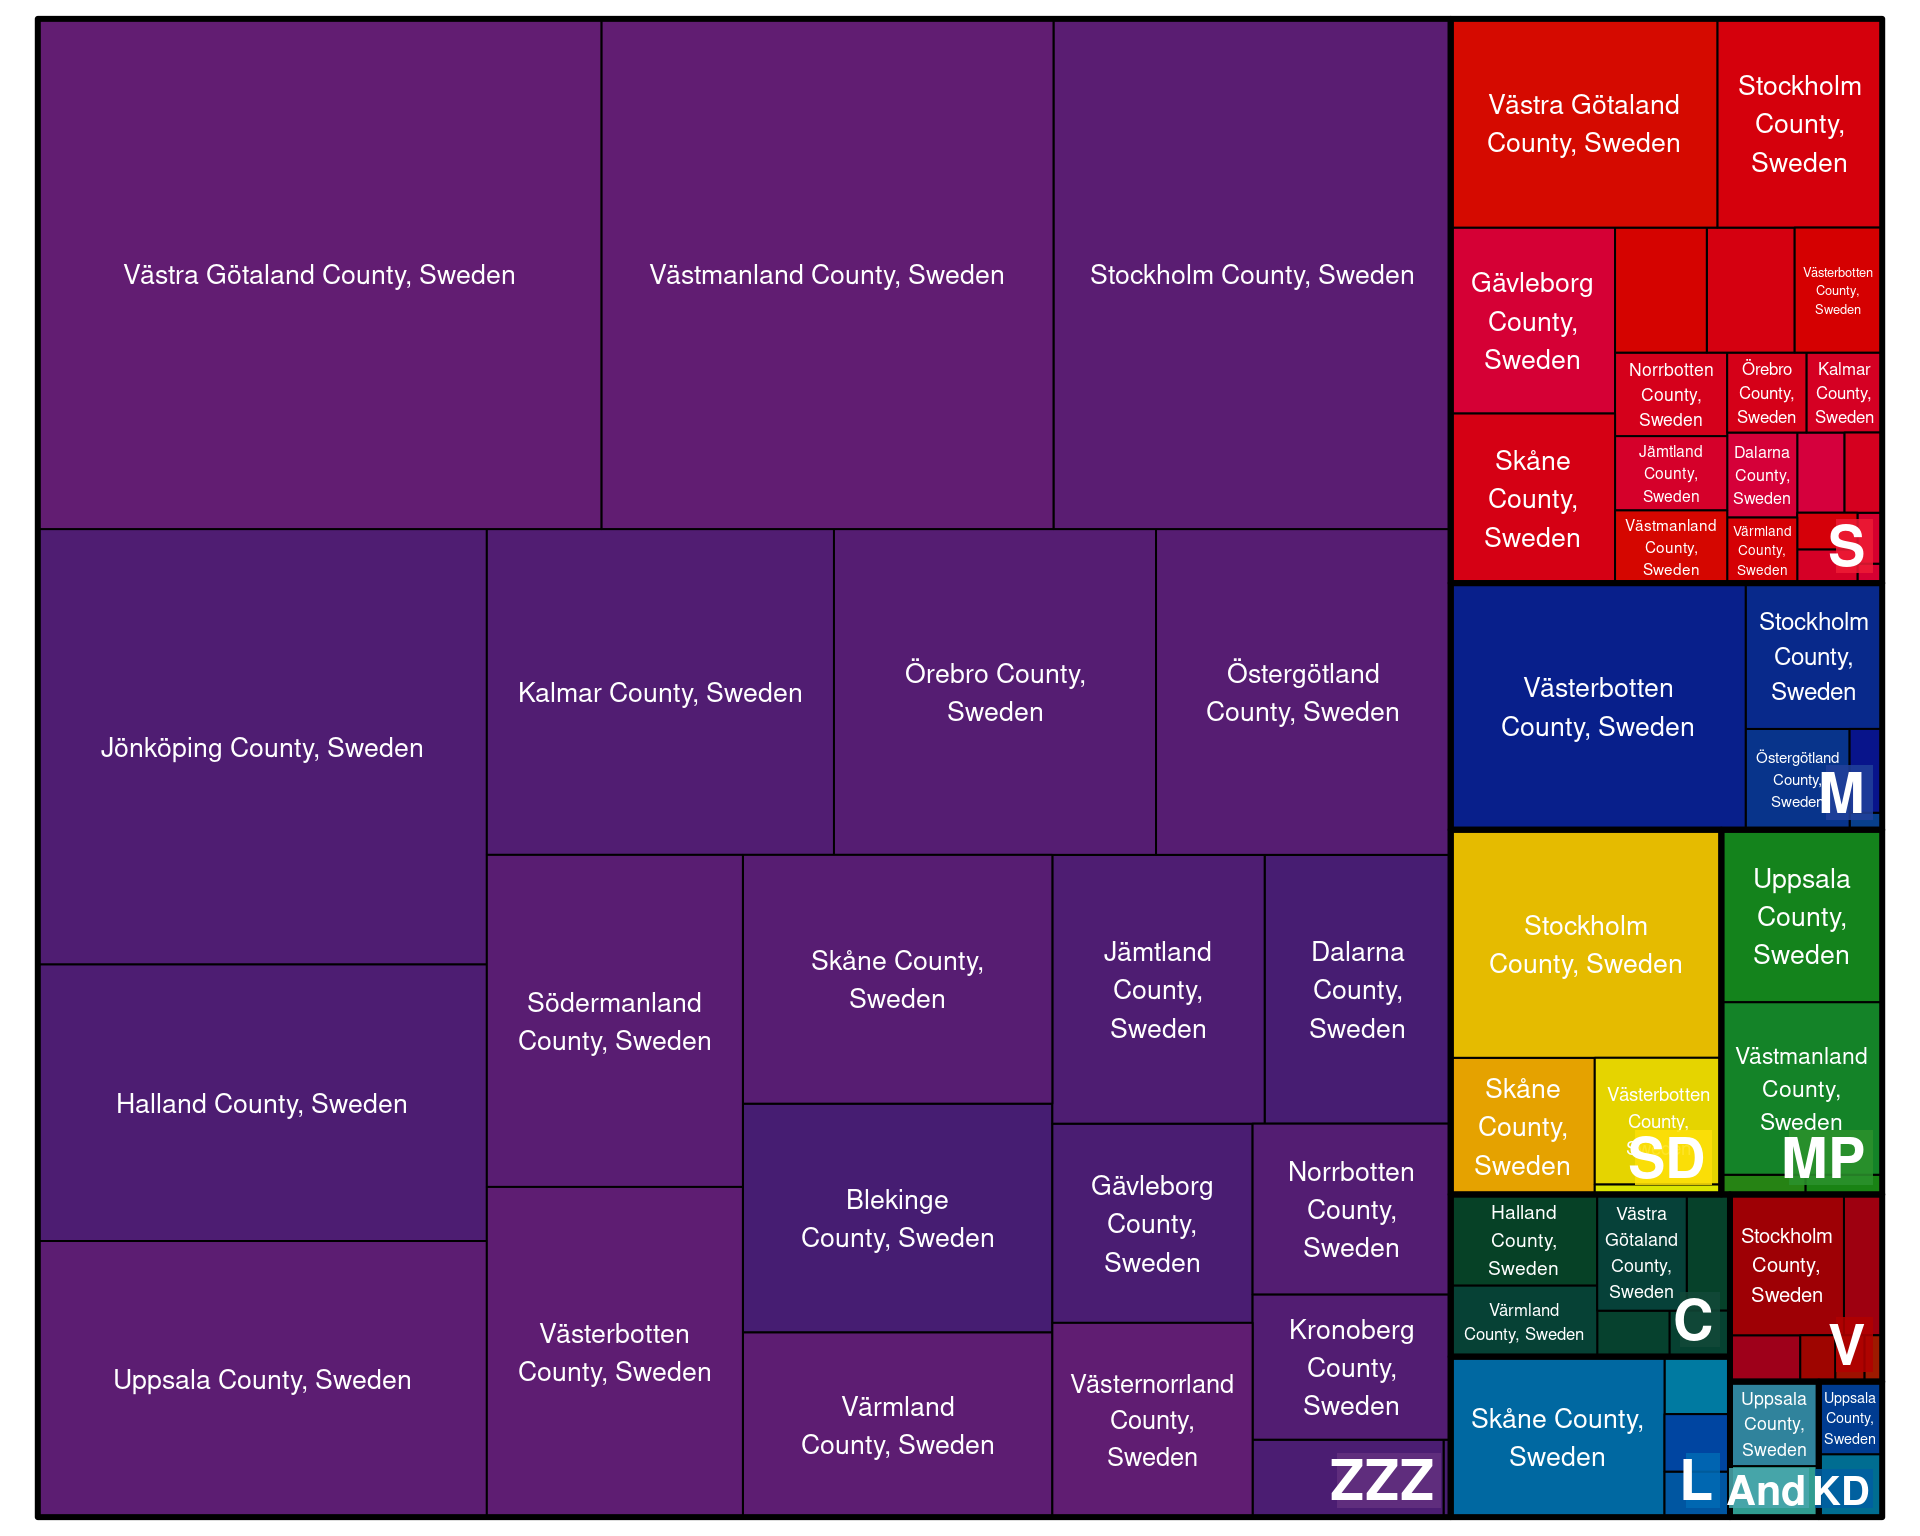 Västra Götaland County, Sweden
Västmanland County, Sweden
Stockholm County, Sweden
Jönköping County, Sweden
Halland County, Sweden
Uppsala County, Sweden
Kalmar County, Sweden
Örebro County,
Sweden
Östergötland
County, Sweden
Södermanland
County, Sweden
Västerbotten
County, Sweden
Skåne County,
Sweden
Blekinge
County, Sweden
Värmland
County, Sweden
Jämtland
County,
Sweden
Dalarna
County,
Sweden
Gävleborg
County,
Sweden
Västernorrland
County,
Sweden
Norrbotten
County,
Sweden
Kronoberg
County,
Sweden
ZZZ
Västra Götaland
County, Sweden
Stockholm
County,
Sweden
Gävleborg
County,
Sweden
Skåne
County,
Sweden
Västerbotten
County,
Sweden
Norrbotten
County,
Sweden
Örebro
County,
Sweden
Kalmar
County,
Sweden
Jämtland
County,
Sweden
Dalarna
County,
Sweden
Västmanland
County,
Sweden
Värmland
County,
Sweden
S
Västerbotten
County, Sweden
Stockholm
County,
Sweden
Östergötland
County,
Sweden
M
Stockholm
County, Sweden
Skåne
County,
Sweden
Västerbotten
County,
SD
Uppsala
County,
Sweden
Västmanland
County,
Sweden
MP
Halland
County,
Sweden
Värmland
County, Sweden
Västra
Götaland
County,
Sweden
C
Stockholm
County,
Sweden
V
Skåne County,
Sweden
L
Uppsala
County,
Sweden
And
Uppsala
County,
Sweden
KD